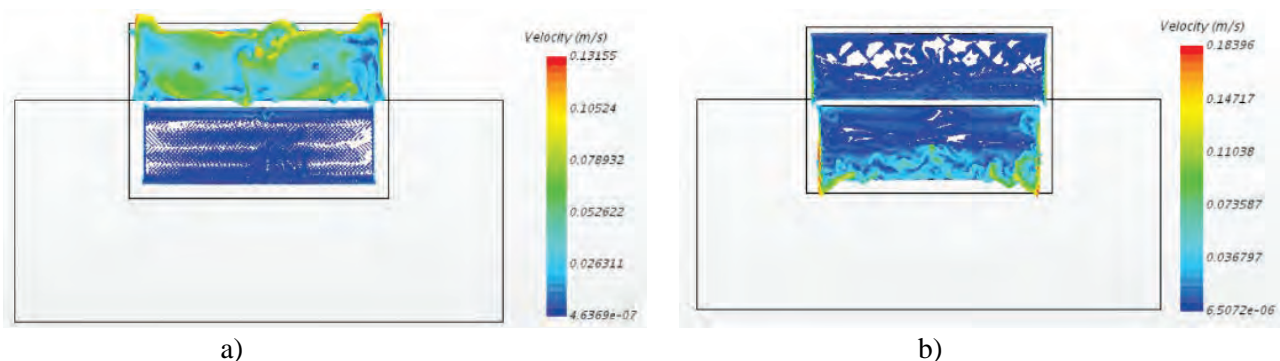 Velocity (m/s)
0.13155
0.10524
0.078932
0.052622
0.026311
4.6369e-07
a)
Velocity (m/s)
0.18396
0.14717
0.11038
0.073587
0.036797
6.5072e-06
b)